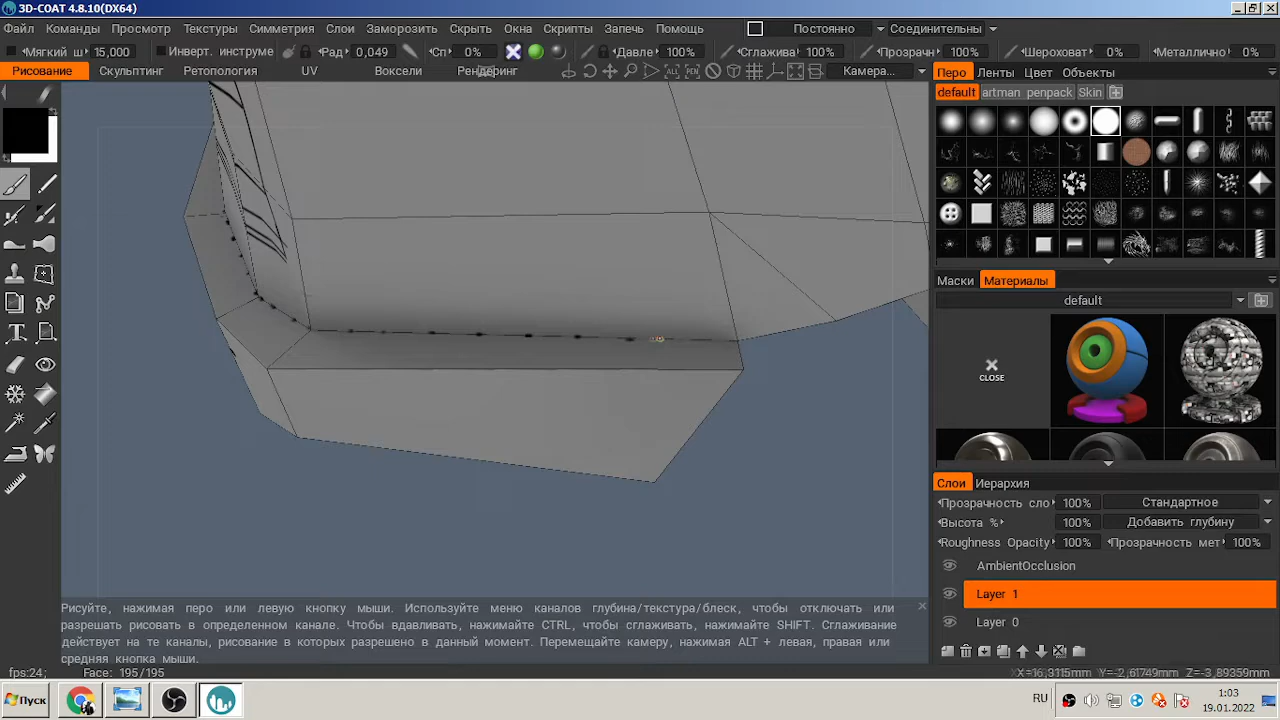 3D-COAT 4.8.10(DX64)
Файл Команды Просмотр Текстуры Симметрия Слои Заморозить Скрыть Окна Скрипты Запечь Помощь Постоянно Соединительны
Мягкий ш 15,000 Инверт. инструме Рад 0,049 Сп 0% Давле 100% Сглажива 100% Прозрачн 100% Шероховат 0% Металлично 0%
Рисование Скульптинг Ретопология UV Воксели Рендеринг ALL PEN Камера...
Перо Ленты Цвет Объекты
default artman penpack Skin
Маски Материалы
default
CLOSE
Слои Иерархия
Прозрачность сло 100% Стандартное
Высота % 100% Добавить глубину
Roughness Opacity 100% Прозрачность мет 100%
AmbientOcclusion
Layer 1
Layer 0
Рисуйте, нажимая перо или левую кнопку мыши. Используйте меню каналов глубина/текстура/блеск, чтобы отключать или
разрешать рисовать в определенном канале. Чтобы вдавливать, нажимайте CTRL, чтобы сглаживать, нажимайте SHIFT. Сглаживание
действует на те каналы, рисование в которых разрешено в данный момент. Перемещайте камеру, нажимая ALT + левая, правая или
средняя кнопка мыши.
fps:24; Face: 195/195 X=16,3115mm Y=-2,61749mm Z=-3,89359mm
Пуск RU 1:03
19.01.2022